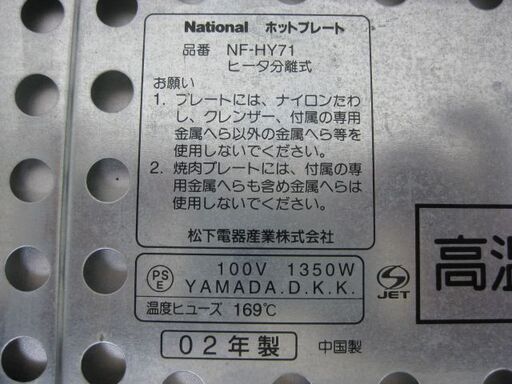 National ホットプレート
品番 NF-HY71
ヒータ分離式
お願い
1. プレートには、ナイロンたわ
し、クレンザー、付属の専用
金属へら以外の金属へら等を
使用しないでください。
2. 焼肉プレートには、付属の専
用金属へらも含め金属へらは
使用しないでください。
松下電器産業株式会社
PSE 100V 1350W
YAMADA.D.K.K.
温度ヒューズ 169℃
JET
高温
02年製 中国製